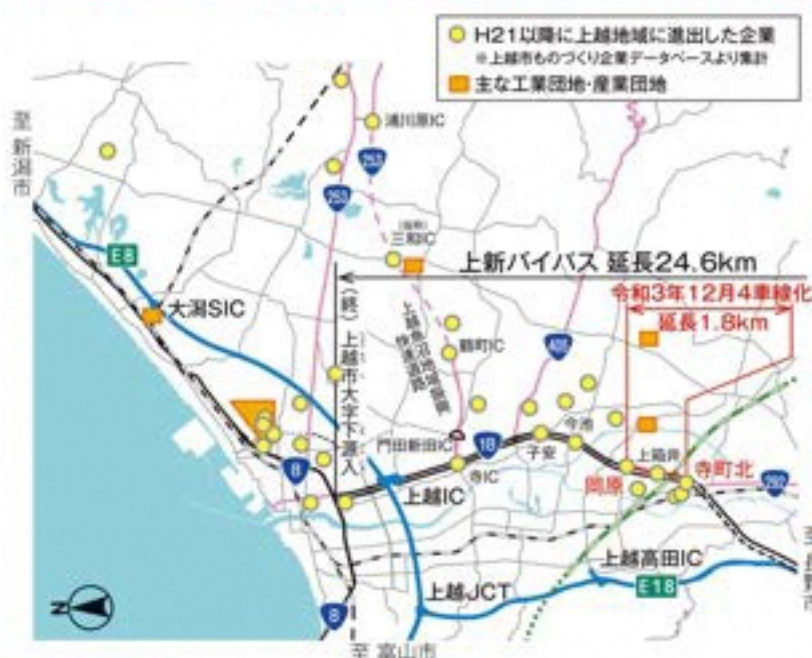 H21以降に上越地域に進出した企業
※上越市ものづくり企業データベースより集計
主な工業団地・産業団地
至 新潟市
浦川原IC
253
253
(仮称)
三和IC
上新バイパス 延長24.6km
令和3年12月4車線化
延長1.8km
E8
大潟SIC
(終)上越市大字下源入
上越魚沼地域振興
快速道路
鶴町IC
405
今池
子安
門田新田IC
18
寺IC
上箱井
岡原
寺町北
292
8
上越IC
上越高田IC
E18
上越JCT
N
8
至 富山市